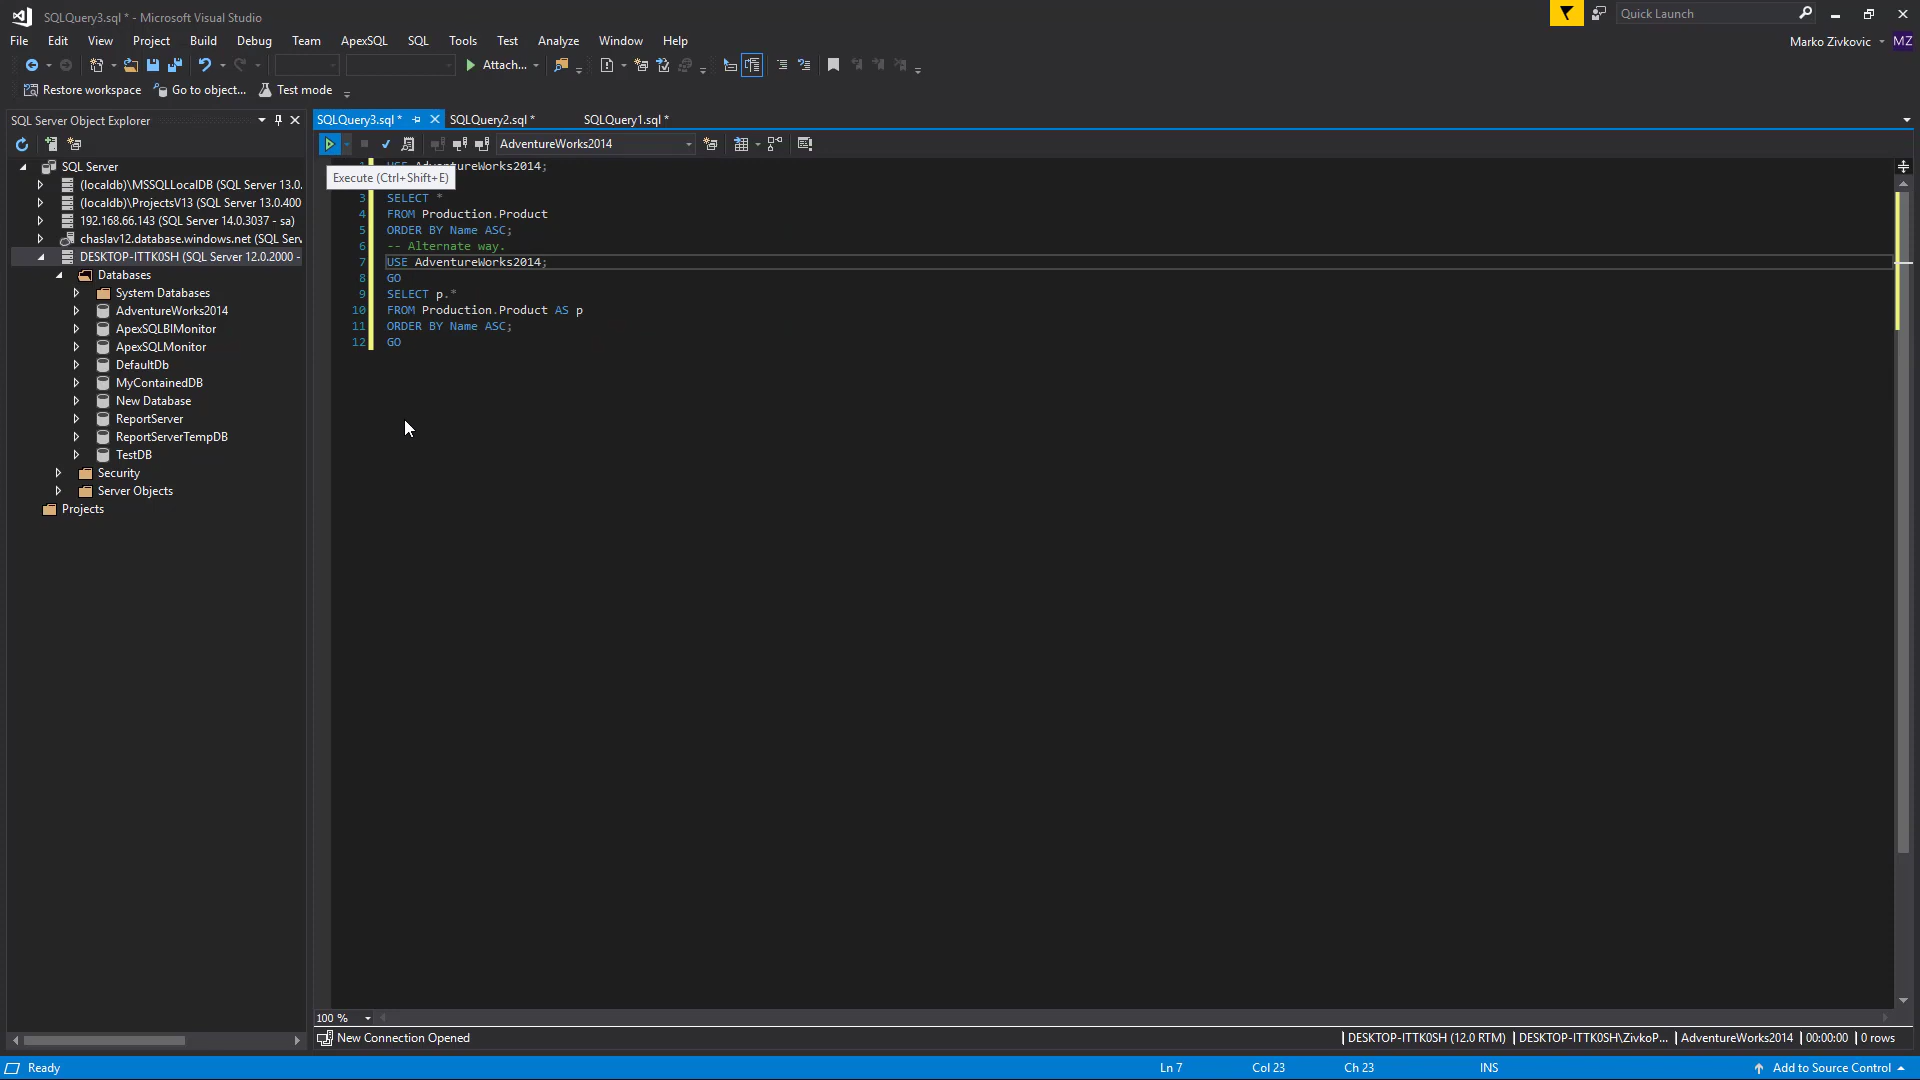 SQLQuery3.sql * - Microsoft Visual Studio
Quick Launch
File Edit View Project Build Debug Team ApexSQL SQL Tools Test Analyze Window Help
Marko Zivkovic MZ
Attach...
Restore workspace Go to object... Test mode
SQL Server Object Explorer
SQLQuery3.sql * SQLQuery2.sql * SQLQuery1.sql *
AdventureWorks2014
SQL Server
(localdb)\MSSQLLocalDB (SQL Server 13.0.
(localdb)\ProjectsV13 (SQL Server 13.0.400
192.168.66.143 (SQL Server 14.0.3037 - sa)
chaslav12.database.windows.net (SQL Serv
DESKTOP-ITTK0SH (SQL Server 12.0.2000 -
Databases
System Databases
AdventureWorks2014
ApexSQLBIMonitor
ApexSQLMonitor
DefaultDb
MyContainedDB
New Database
ReportServer
ReportServerTempDB
TestDB
Security
Server Objects
Projects
1 USE AdventureWorks2014;
Execute (Ctrl+Shift+E)
3 SELECT *
4 FROM Production.Product
5 ORDER BY Name ASC;
6 -- Alternate way.
7 USE AdventureWorks2014;
8 GO
9 SELECT p.*
10 FROM Production.Product AS p
11 ORDER BY Name ASC;
12 GO
100 %
New Connection Opened
DESKTOP-ITTK0SH (12.0 RTM) DESKTOP-ITTK0SH\ZivkoP... AdventureWorks2014 00:00:00 0 rows
Ready
Ln 7 Col 23 Ch 23 INS
Add to Source Control